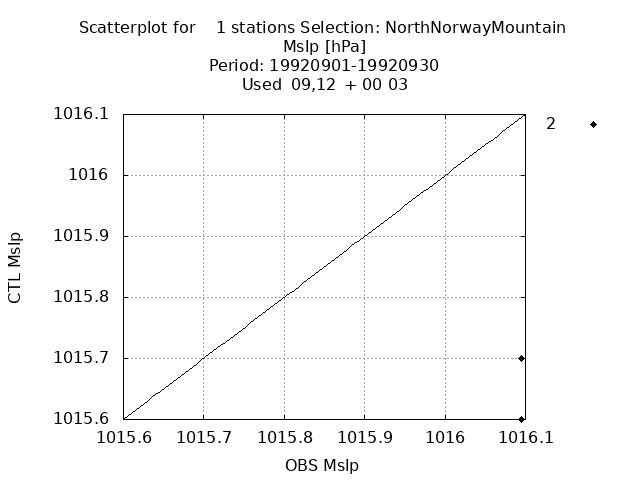 Scatterplot for 1 stations Selection: NorthNorwayMountain
Mslp [hPa]
Period: 19920901-19920930
Used 09,12 + 00 03
1016.1
2
1016
1015.9
CTL Mslp
1015.8
1015.7
1015.6
1015.6 1015.7 1015.8 1015.9 1016 1016.1
OBS Mslp